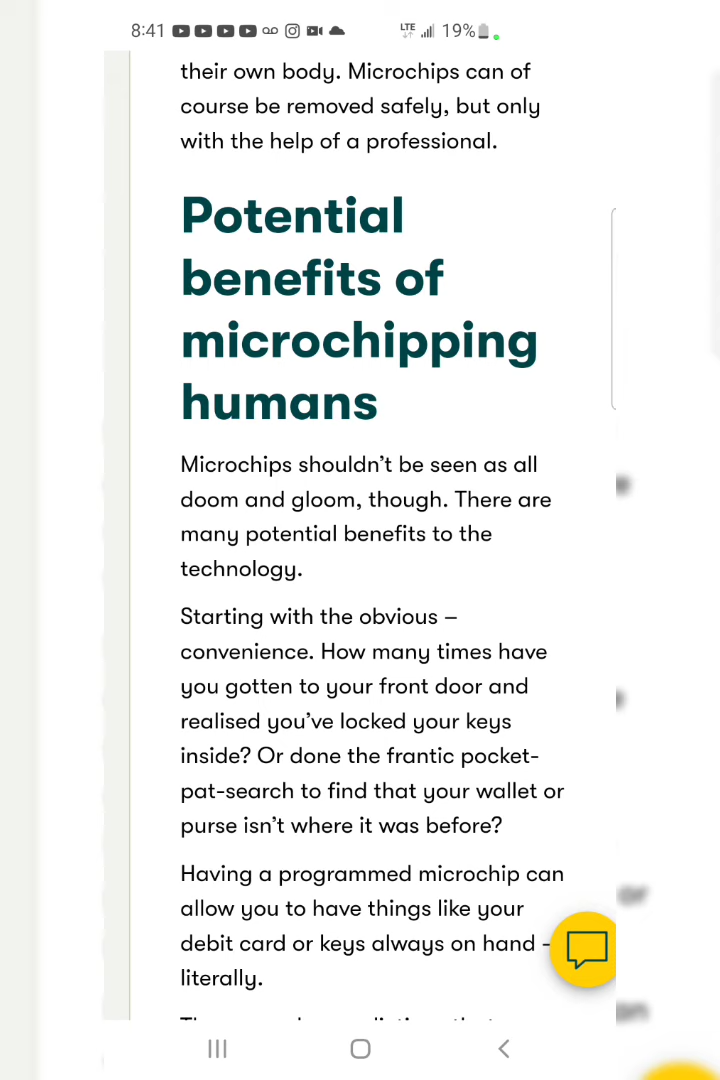 8:41
LTE
19%
their own body. Microchips can of
course be removed safely, but only
with the help of a professional.
Potential
benefits of
microchipping
humans
Microchips shouldn't be seen as all
doom and gloom, though. There are
many potential benefits to the
technology.
Starting with the obvious –
convenience. How many times have
you gotten to your front door and
realised you've locked your keys
inside? Or done the frantic pocket-
pat-search to find that your wallet or
purse isn't where it was before?
Having a programmed microchip can
allow you to have things like your
debit card or keys always on hand -
literally.